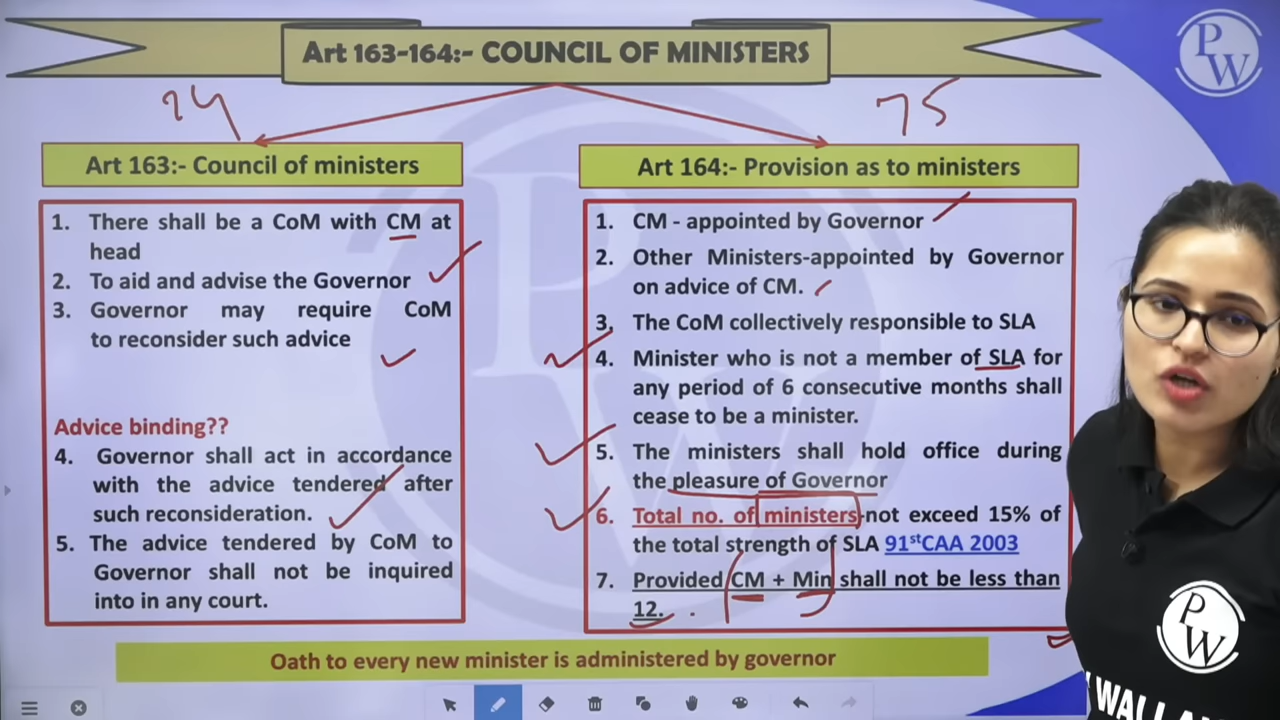 PW
Art 163-164:- COUNCIL OF MINISTERS
74
75
Art 163:- Council of ministers
1. There shall be a CoM with CM at
head
2. To aid and advise the Governor
3. Governor may require CoM
to reconsider such advice
Advice binding??
4. Governor shall act in accordance
with the advice tendered after
such reconsideration.
5. The advice tendered by CoM to
Governor shall not be inquired
into in any court.
Art 164:- Provision as to ministers
1. CM - appointed by Governor
2. Other Ministers-appointed by Governor
on advice of CM.
3. The CoM collectively responsible to SLA
4. Minister who is not a member of SLA for
any period of 6 consecutive months shall
cease to be a minister.
5. The ministers shall hold office during
the pleasure of Governor
6. Total no. of ministers-not exceed 15% of
the total strength of SLA 91stCAA 2003
7. Provided CM + Min shall not be less than
12.
Oath to every new minister is administered by governor
PW
WALLA